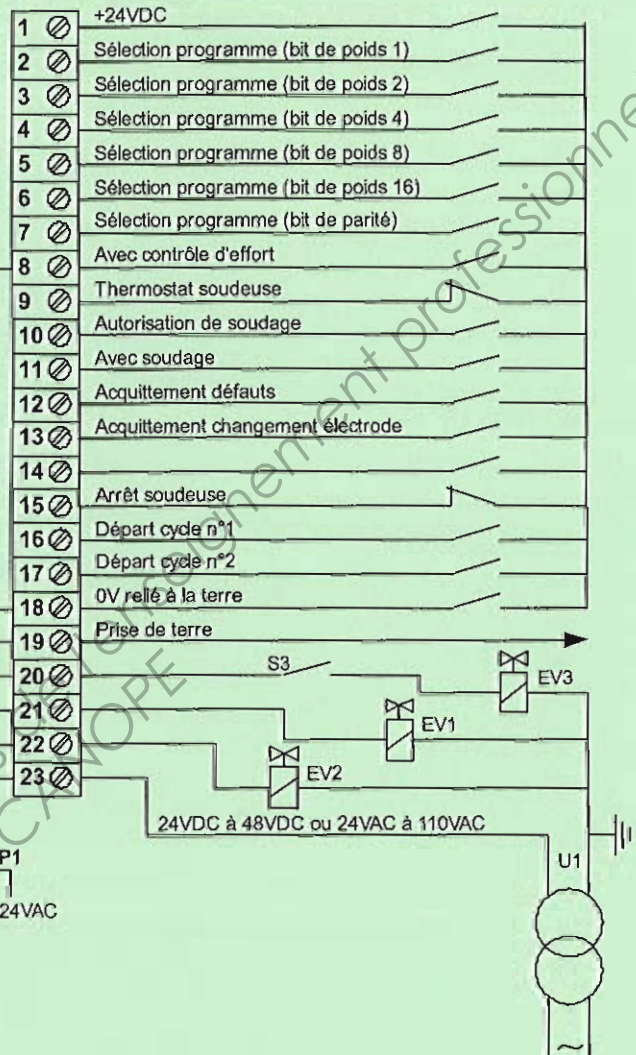 1 +24VDC
2 Sélection programme (bit de poids 1)
3 Sélection programme (bit de poids 2)
4 Sélection programme (bit de poids 4)
5 Sélection programme (bit de poids 8)
6 Sélection programme (bit de poids 16)
7 Sélection programme (bit de parité)
8 Avec contrôle d'effort
9 Thermostat soudeuse
10 Autorisation de soudage
11 Avec soudage
12 Acquittement défauts
13 Acquittement changement électrode
14
15 Arrêt soudeuse
16 Départ cycle n°1
17 Départ cycle n°2
18 0V relié à la terre
19 Prise de terre
20 S3 EV3
21 EV1
22 EV2
23
24VDC à 48VDC ou 24VAC à 110VAC
U1
P1
24VAC
~
de l'enseignement professionne
CANOPE